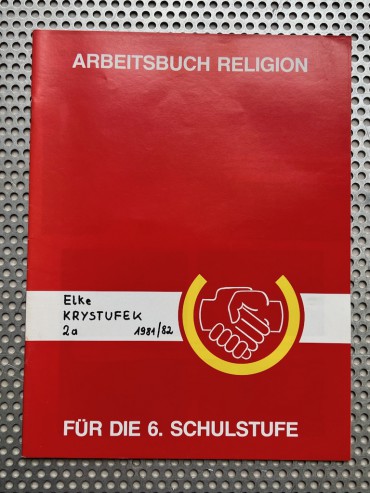 ARBEITSBUCH RELIGION
Elke
KRYSTUFEK
2a 1981/82
FÜR DIE 6. SCHULSTUFE